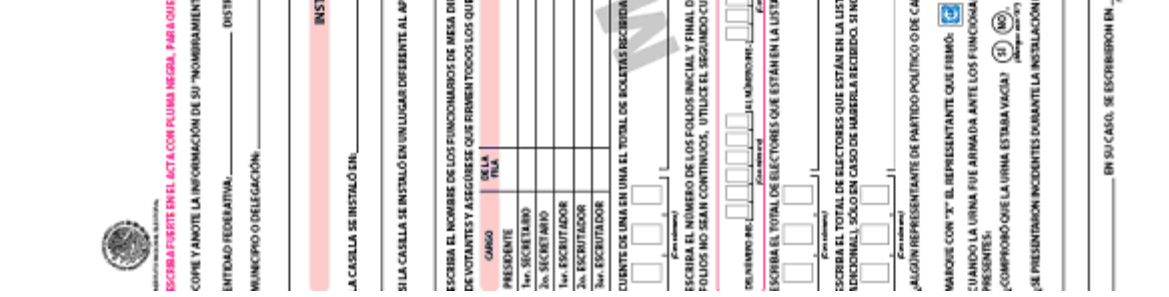 ESCRIBA FUERTE EN EL ACTA CON PLUMA NEGRA, PARA QUE
COPIE Y ANOTE LA INFORMACIÓN DE SU "NOMBRAMIENT
ENTIDAD FEDERATIVA: DISTR
MUNICIPIO O DELEGACIÓN:
INST
LA CASILLA SE INSTALÓ EN:
SI LA CASILLA SE INSTALÓ EN UN LUGAR DIFERENTE AL AP
ESCRIBA EL NOMBRE DE LOS FUNCIONARIOS DE MESA DI
DE VOTANTES Y ASEGÚRESE QUE FIRMEN TODOS LOS QUE
CARGO DE LA FILA
PRESIDENTE
1er. SECRETARIO
2o. SECRETARIO
1er. ESCRUTADOR
2o. ESCRUTADOR
3er. ESCRUTADOR
CUENTE DE UNA EN UNA EL TOTAL DE BOLETAS RECIBIDA
(Con número)
ESCRIBA EL NÚMERO DE LOS FOLIOS INICIAL Y FINAL D
FOLIOS NO SEAN CONTINUOS, UTILICE EL SEGUNDO CU
DEL NÚMERO INE- AL NÚMERO INE-
(Con número) (Con número)
ESCRIBA EL TOTAL DE ELECTORES QUE ESTÁN EN LA LISTA
(Con número)
ESCRIBA EL TOTAL DE ELECTORES QUE ESTÁN EN LA LIST
ADICIONAL), SÓLO EN CASO DE HABERLA RECIBIDO. SI NO
(Con número)
¿ALGÚN REPRESENTANTE DE PARTIDO POLÍTICO O DE CA
MARQUE CON "X" EL REPRESENTANTE QUE FIRMÓ:
CUANDO LA URNA FUE ARMADA ANTE LOS FUNCIONA
PRESENTES:
¿COMPROBÓ QUE LA URNA ESTABA VACÍA? SÍ NO
¿SE PRESENTARON INCIDENTES DURANTE LA INSTALACIÓN
EN SU CASO, SE ESCRIBIERON EN